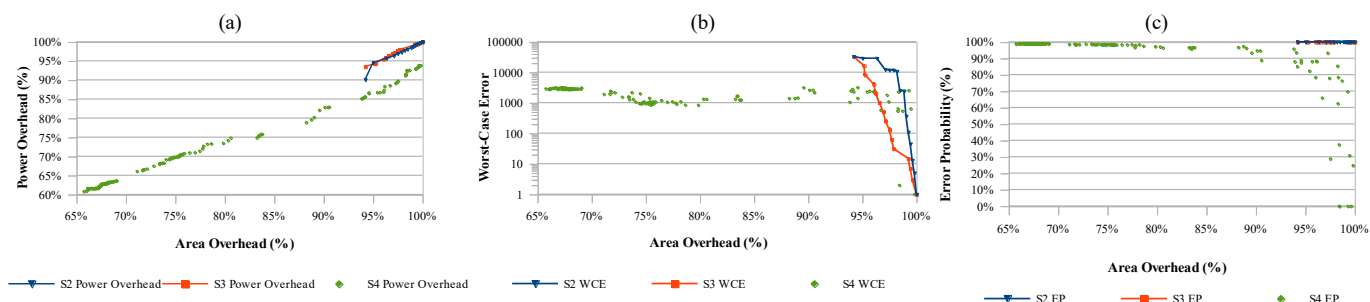 (a)
100%
95%
90%
85%
80%
75%
70%
65%
60%
Power Overhead (%)
65% 70% 75% 80% 85% 90% 95% 100%
Area Overhead (%)
S2 Power Overhead S3 Power Overhead S4 Power Overhead
(b)
100000
10000
1000
100
10
1
Worst-Case Error
65% 70% 75% 80% 85% 90% 95% 100%
Area Overhead (%)
S2 WCE S3 WCE S4 WCE
(c)
100%
90%
80%
70%
60%
50%
40%
30%
20%
10%
0%
Error Probability (%)
65% 70% 75% 80% 85% 90% 95% 100%
Area Overhead (%)
S2 EP S3 EP S4 EP